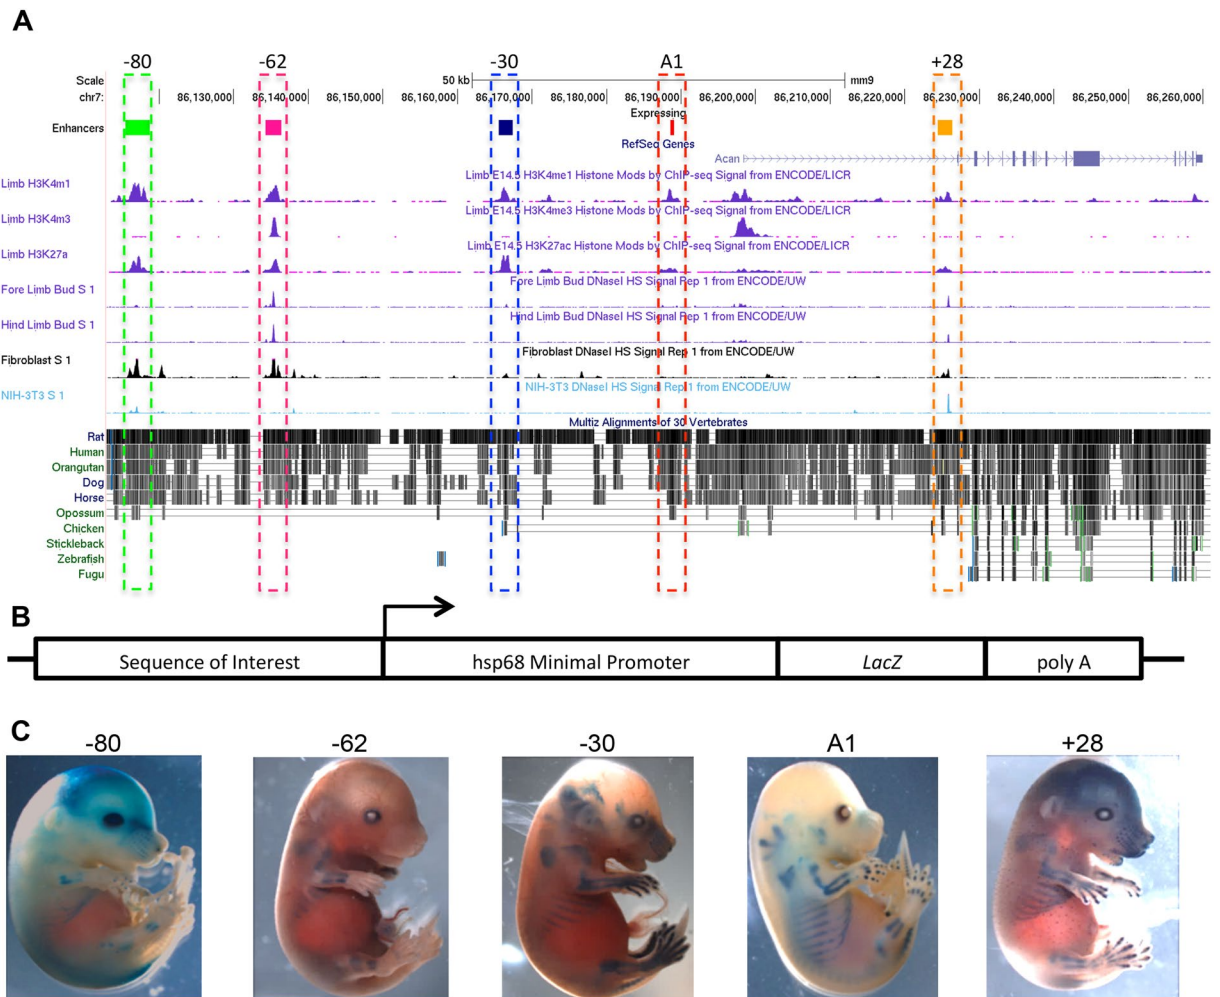 A
-80 -62 -30 A1 +28
Scale 50 kb mm9
chr7: 86,130,000 86,140,000 86,150,000 86,160,000 86,170,000 86,180,000 86,190,000 86,200,000 86,210,000 86,220,000 86,230,000 86,240,000 86,250,000 86,260,000
Expressing
Enhancers
RefSeq Genes
Acan
Limb E14.5 H3K4me1 Histone Mods by ChIP-seq Signal from ENCODE/LICR
Limb H3K4m1
Limb E14.5 H3K4me3 Histone Mods by ChIP-seq Signal from ENCODE/LICR
Limb H3K4m3
Limb E14.5 H3K27ac Histone Mods by ChIP-seq Signal from ENCODE/LICR
Limb H3K27a
Fore Limb Bud DNaseI HS Signal Rep 1 from ENCODE/UW
Fore Limb Bud S 1
Hind Limb Bud DNaseI HS Signal Rep 1 from ENCODE/UW
Hind Limb Bud S 1
Fibroblast DNaseI HS Signal Rep 1 from ENCODE/UW
Fibroblast S 1
NIH-3T3 DNaseI HS Signal Rep 1 from ENCODE/UW
NIH-3T3 S 1
Multiz Alignments of 30 Vertebrates
Rat
Human
Orangutan
Dog
Horse
Opossum
Chicken
Stickleback
Zebrafish
Fugu
B
Sequence of Interest hsp68 Minimal Promoter LacZ poly A
C
-80 -62 -30 A1 +28